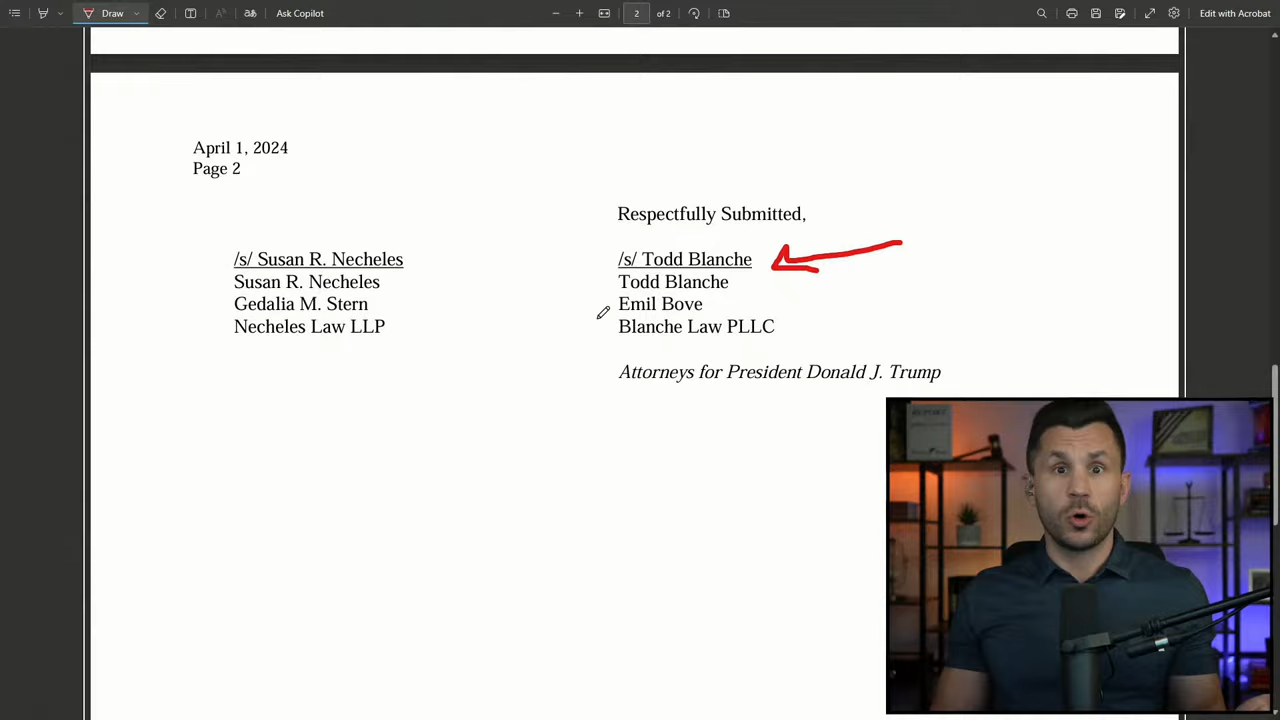 Draw
Ask Copilot
2 of 2
Edit with Acrobat
April 1, 2024
Page 2
Respectfully Submitted,
/s/ Susan R. Necheles
Susan R. Necheles
Gedalia M. Stern
Necheles Law LLP
/s/ Todd Blanche
Todd Blanche
Emil Bove
Blanche Law PLLC
Attorneys for President Donald J. Trump
REPORT